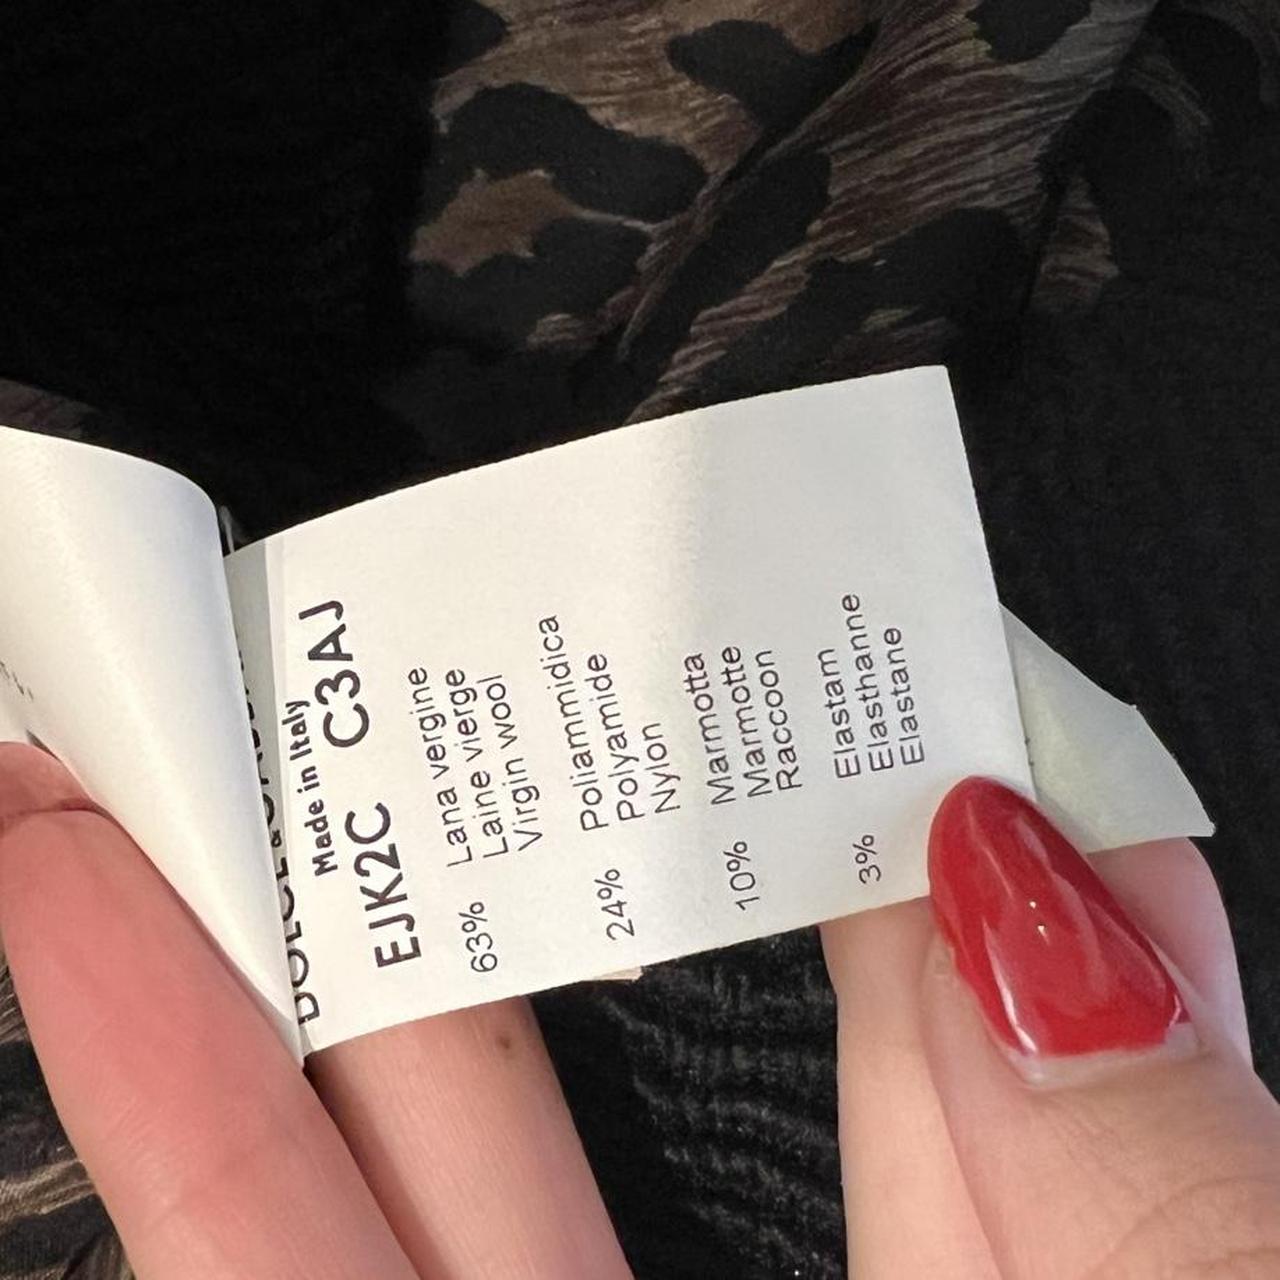 Made in Italy
EJK2C C3AJ
63% Lana vergine
Laine vierge
Virgin wool
24% Poliammidica
Polyamide
Nylon
10% Marmotta
Marmotte
Raccoon
3% Elastam
Elasthanne
Elastane